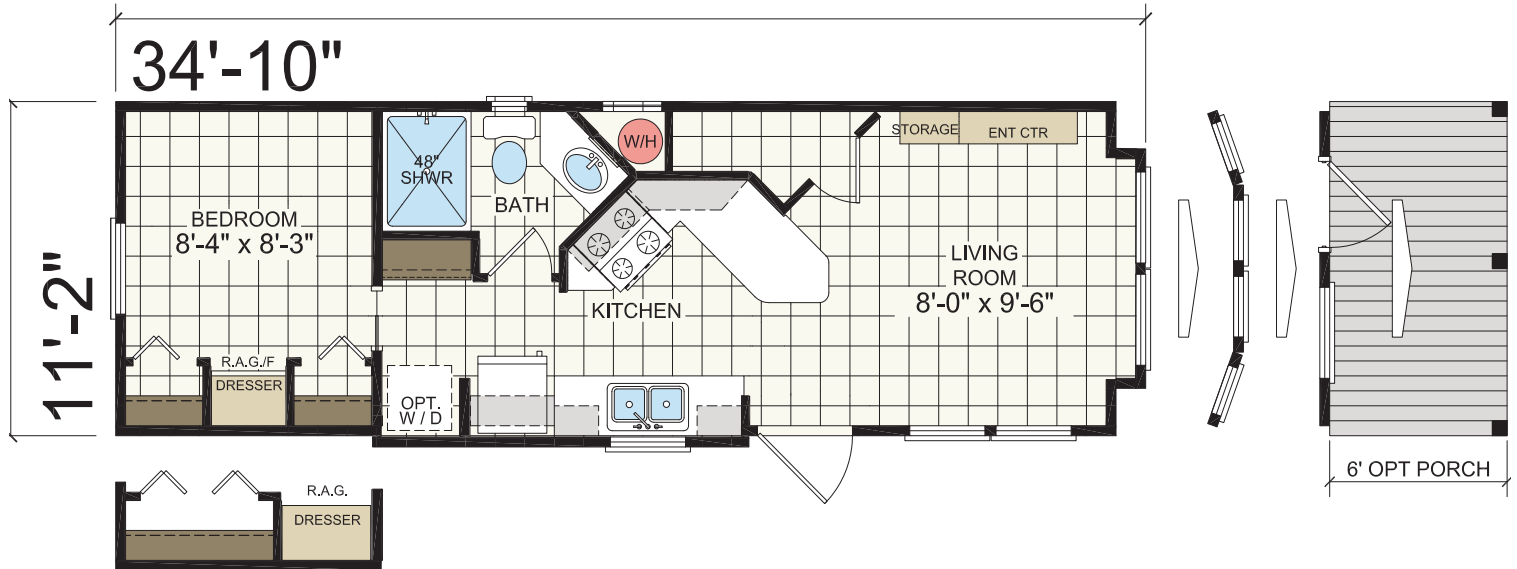 34'-10"
11'-2"
BEDROOM
8'-4" x 8'-3"
48"
SHWR
BATH
W/H
STORAGE
ENT CTR
LIVING
ROOM
8'-0" x 9'-6"
KITCHEN
R.A.G./F
DRESSER
OPT.
W / D
6' OPT PORCH
R.A.G.
DRESSER